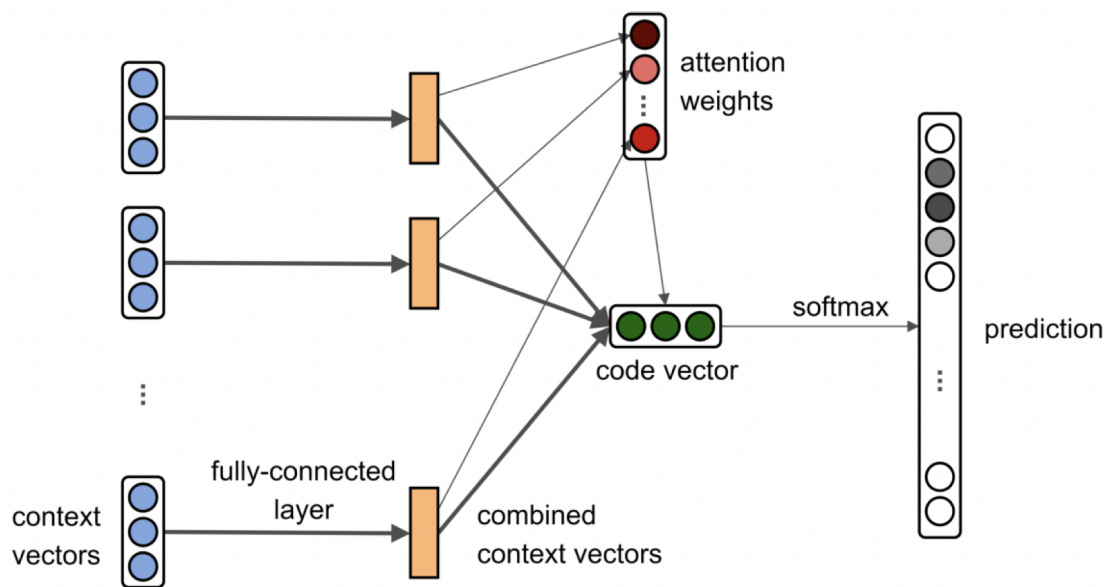 attention
weights
softmax
prediction
code vector
fully-connected
layer
context
vectors
combined
context vectors